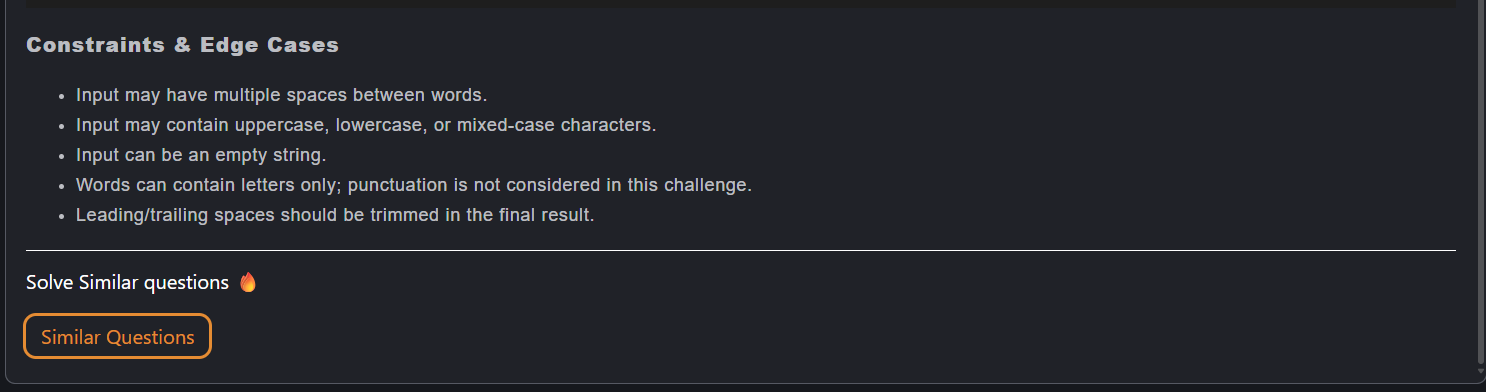 Constraints & Edge Cases
• Input may have multiple spaces between words.
• Input may contain uppercase, lowercase, or mixed-case characters.
• Input can be an empty string.
• Words can contain letters only; punctuation is not considered in this challenge.
• Leading/trailing spaces should be trimmed in the final result.
Solve Similar questions 🔥
Similar Questions